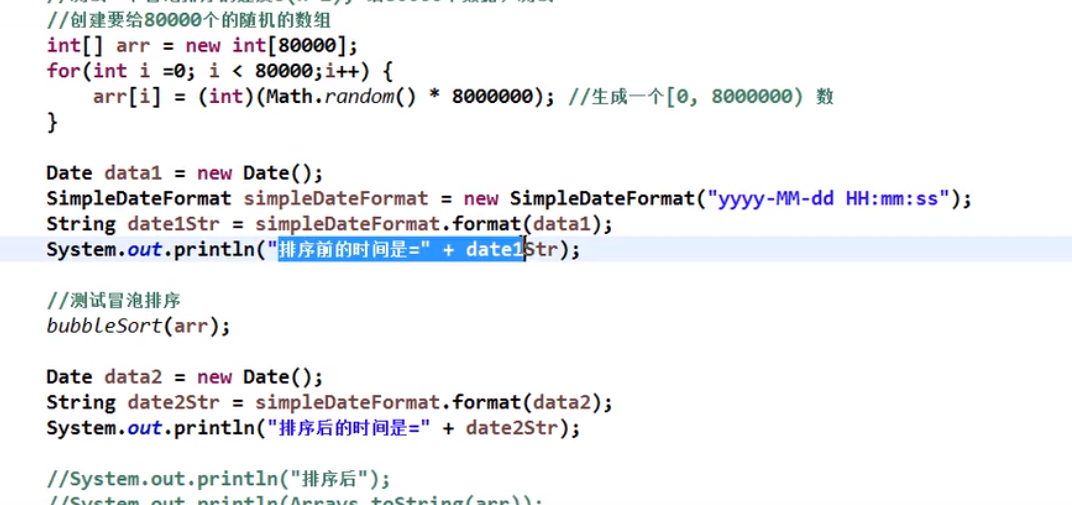 //创建要给80000个的随机的数组
int[] arr = new int[80000];
for(int i =0; i < 80000;i++) {
    arr[i] = (int)(Math.random() * 8000000); //生成一个[0, 8000000) 数
}
Date data1 = new Date();
SimpleDateFormat simpleDateFormat = new SimpleDateFormat("yyyy-MM-dd HH:mm:ss");
String date1Str = simpleDateFormat.format(data1);
System.out.println("排序前的时间是=" + date1Str);
//测试冒泡排序
bubbleSort(arr);
Date data2 = new Date();
String date2Str = simpleDateFormat.format(data2);
System.out.println("排序后的时间是=" + date2Str);
//System.out.println("排序后");
//System.out.println(Arrays.toString(arr));